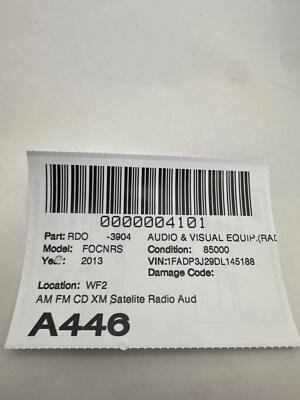 0000004101
Part: RDO -3904 AUDIO & VISUAL EQUIP.(RAD
Model: FOCNRS Condition: 85000
Year: 2013 VIN:1FADP3J29DL145188
Damage Code:
Location: WF2
AM FM CD XM Satelite Radio Aud
A446